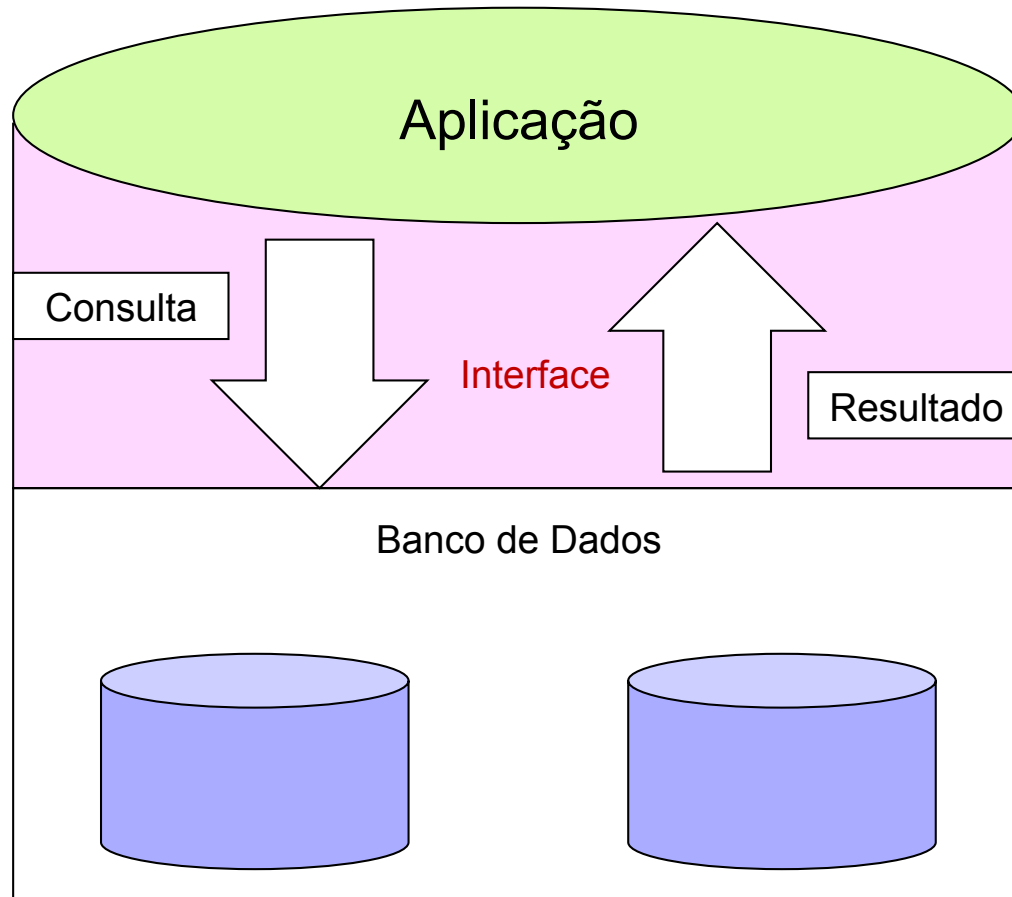 Aplicação
Consulta
Interface
Resultado
Banco de Dados